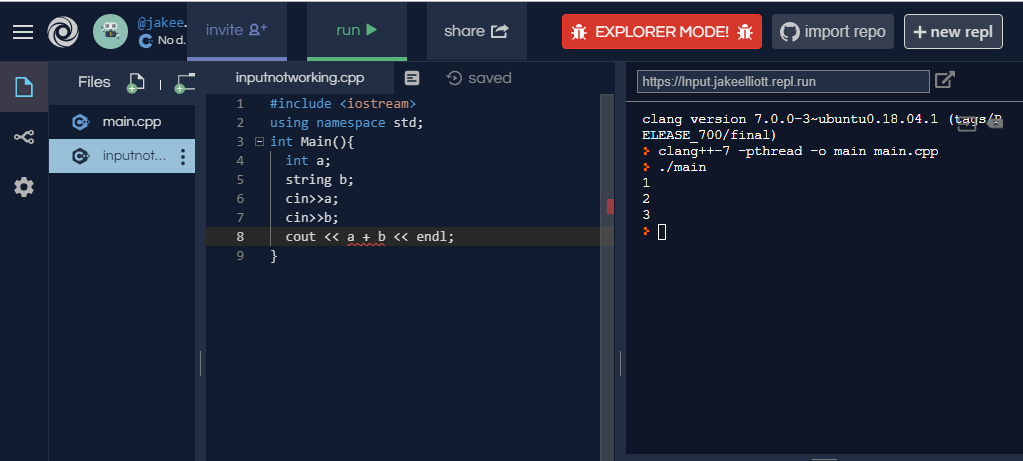 @jakee.
No d.
invite
run
share
EXPLORER MODE!
import repo
+ new repl
Files
main.cpp
inputnot...
inputnotworking.cpp
saved
1 #include <iostream>
2 using namespace std;
3 int Main(){
4 int a;
5 string b;
6 cin>>a;
7 cin>>b;
8 cout << a + b << endl;
9 }
https://Input.jakeelliott.repl.run
clang version 7.0.0-3~ubuntu0.18.04.1 (tags/R
ELEASE_700/final)
> clang++-7 -pthread -o main main.cpp
> ./main
1
2
3
>